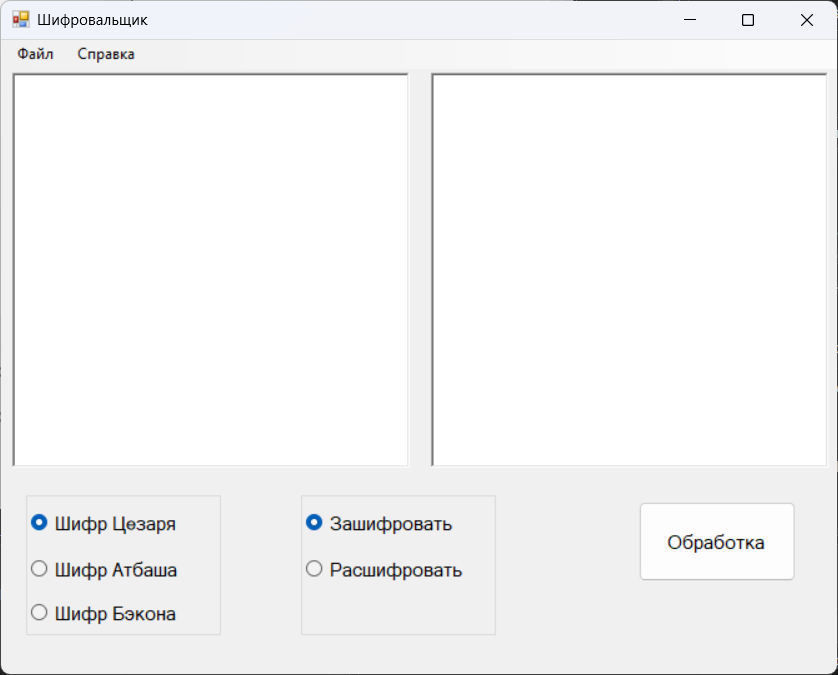 Шифровальщик
Файл Справка
Шифр Цезаря
Шифр Атбаша
Шифр Бэкона
Зашифровать
Расшифровать
Обработка